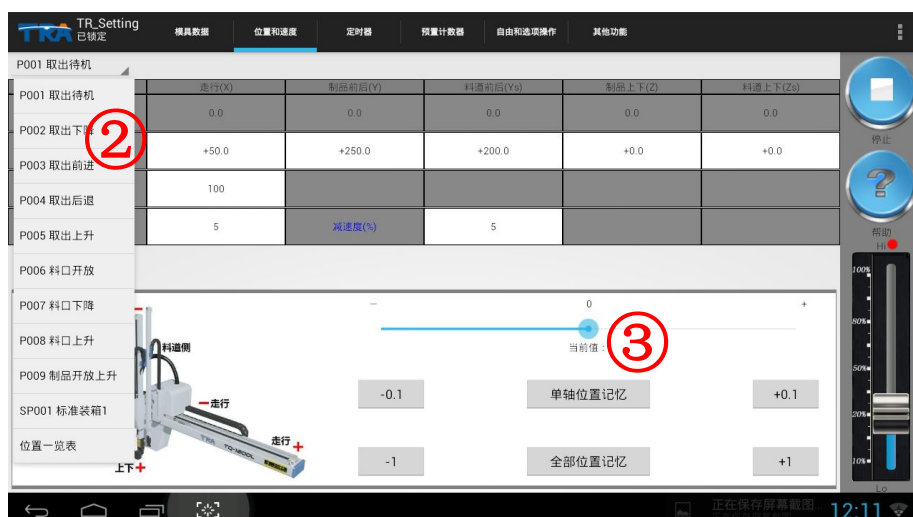 TRA TR_Setting
已锁定
模具数据 位置和速度 定时器 预置计数器 自由和选项操作 其他功能
P001 取出待机
走行(X) 制品前后(Y) 料道前后(Ys) 制品上下(Z) 料道上下(Zs)
0.0 0.0 0.0 0.0 0.0
+50.0 +250.0 +200.0 +0.0 +0.0
100
5 减速度(%) 5
P001 取出待机
P002 取出下降
②
P003 取出前进
P004 取出后退
P005 取出上升
P006 料口开放
P007 料口下降
P008 料口上升
P009 制品开放上升
SP001 标准装箱1
位置一览表
料道侧
走行
TRA TQ-1800L
走行
上下
− 0 +
当前值：
③
-0.1 单轴位置记忆 +0.1
-1 全部位置记忆 +1
停止
?
帮助
Hi
100%
80%
50%
20%
10%
Lo
正在保存屏幕截图... 12:11